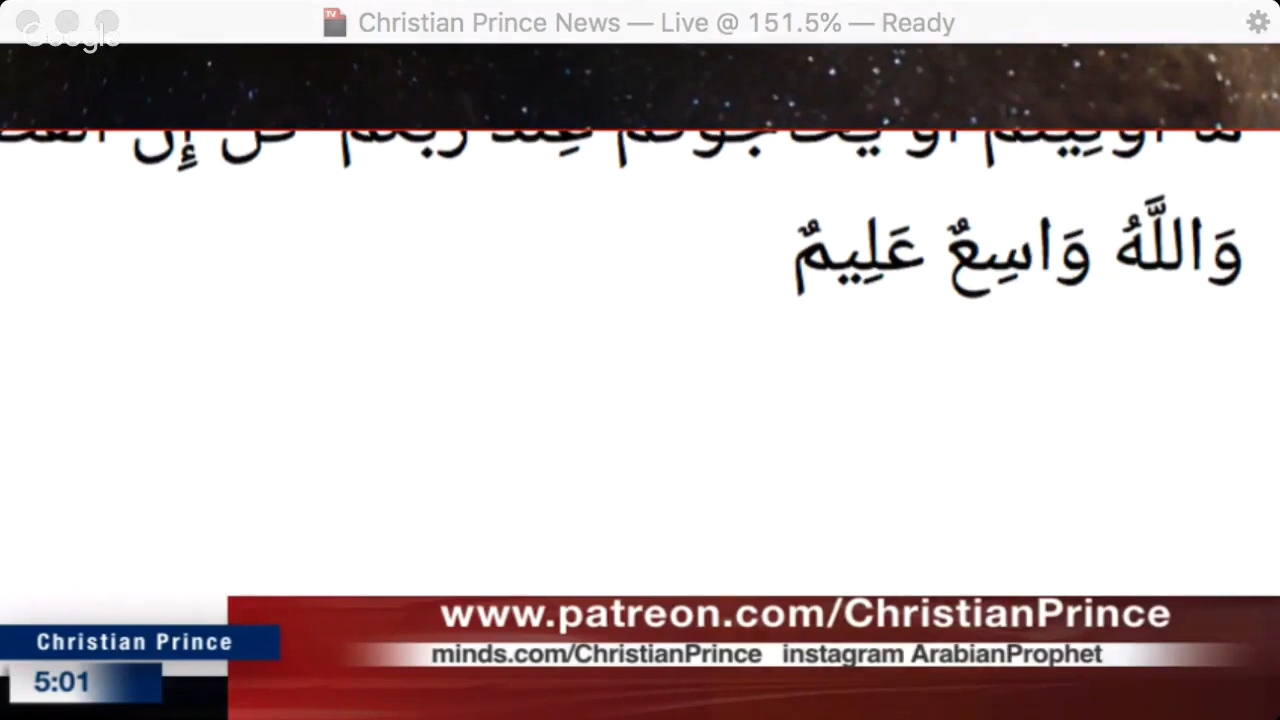 Christian Prince News — Live @ 151.5% — Ready
Google
وَاللَّهُ وَاسِعٌ عَلِيمٌ
www.patreon.com/ChristianPrince
Christian Prince
minds.com/ChristianPrince instagram ArabianProphet
5:01